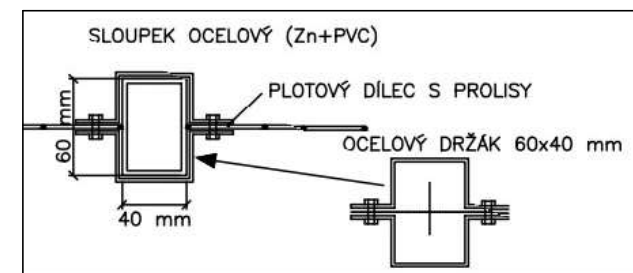 SLOUPEK OCELOVÝ (Zn+PVC)
PLOTOVÝ DÍLEC S PROLISY
60 mm
OCELOVÝ DRŽÁK 60x40 mm
40 mm